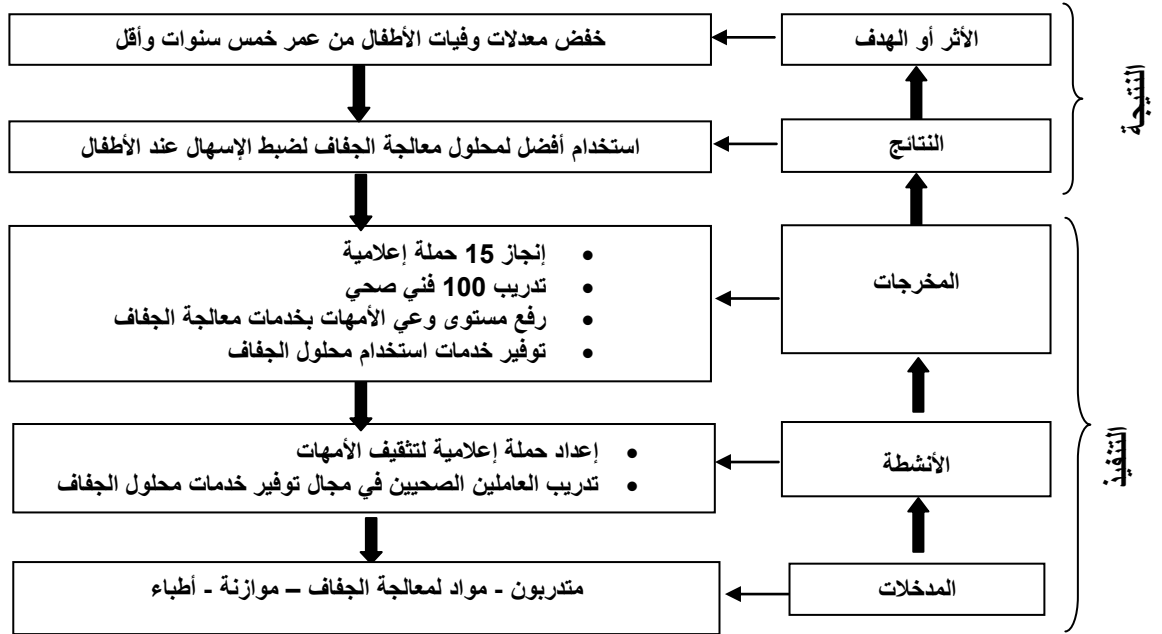 الأثر أو الهدف
خفض معدلات وفيات الأطفال من عمر خمس سنوات وأقل
النتيجة
النتائج
استخدام أفضل لمحلول معالجة الجفاف لضبط الإسهال عند الأطفال
المخرجات
• إنجاز 15 حملة إعلامية
• تدريب 100 فني صحي
• رفع مستوى وعي الأمهات بخدمات معالجة الجفاف
• توفير خدمات استخدام محلول الجفاف
التنفيذ
الأنشطة
• إعداد حملة إعلامية لتثقيف الأمهات
• تدريب العاملين الصحيين في مجال توفير خدمات محلول الجفاف
المدخلات
متدربون - مواد لمعالجة الجفاف – موازنة - أطباء